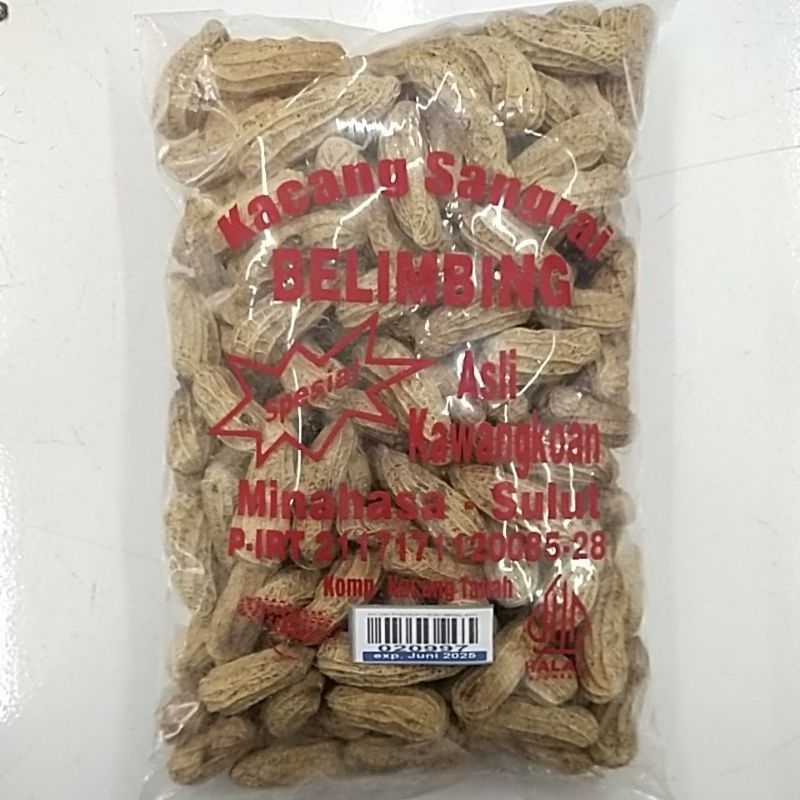 Kacang Sangrai
BELIMBING
Spesial
Asli
Kawangkoan
Minahasa - Sulut
P-IRT 2117171120085-28
Komp. Kacang Tanah
HALAL
INDONESIA
020997
exp. Juni 2025